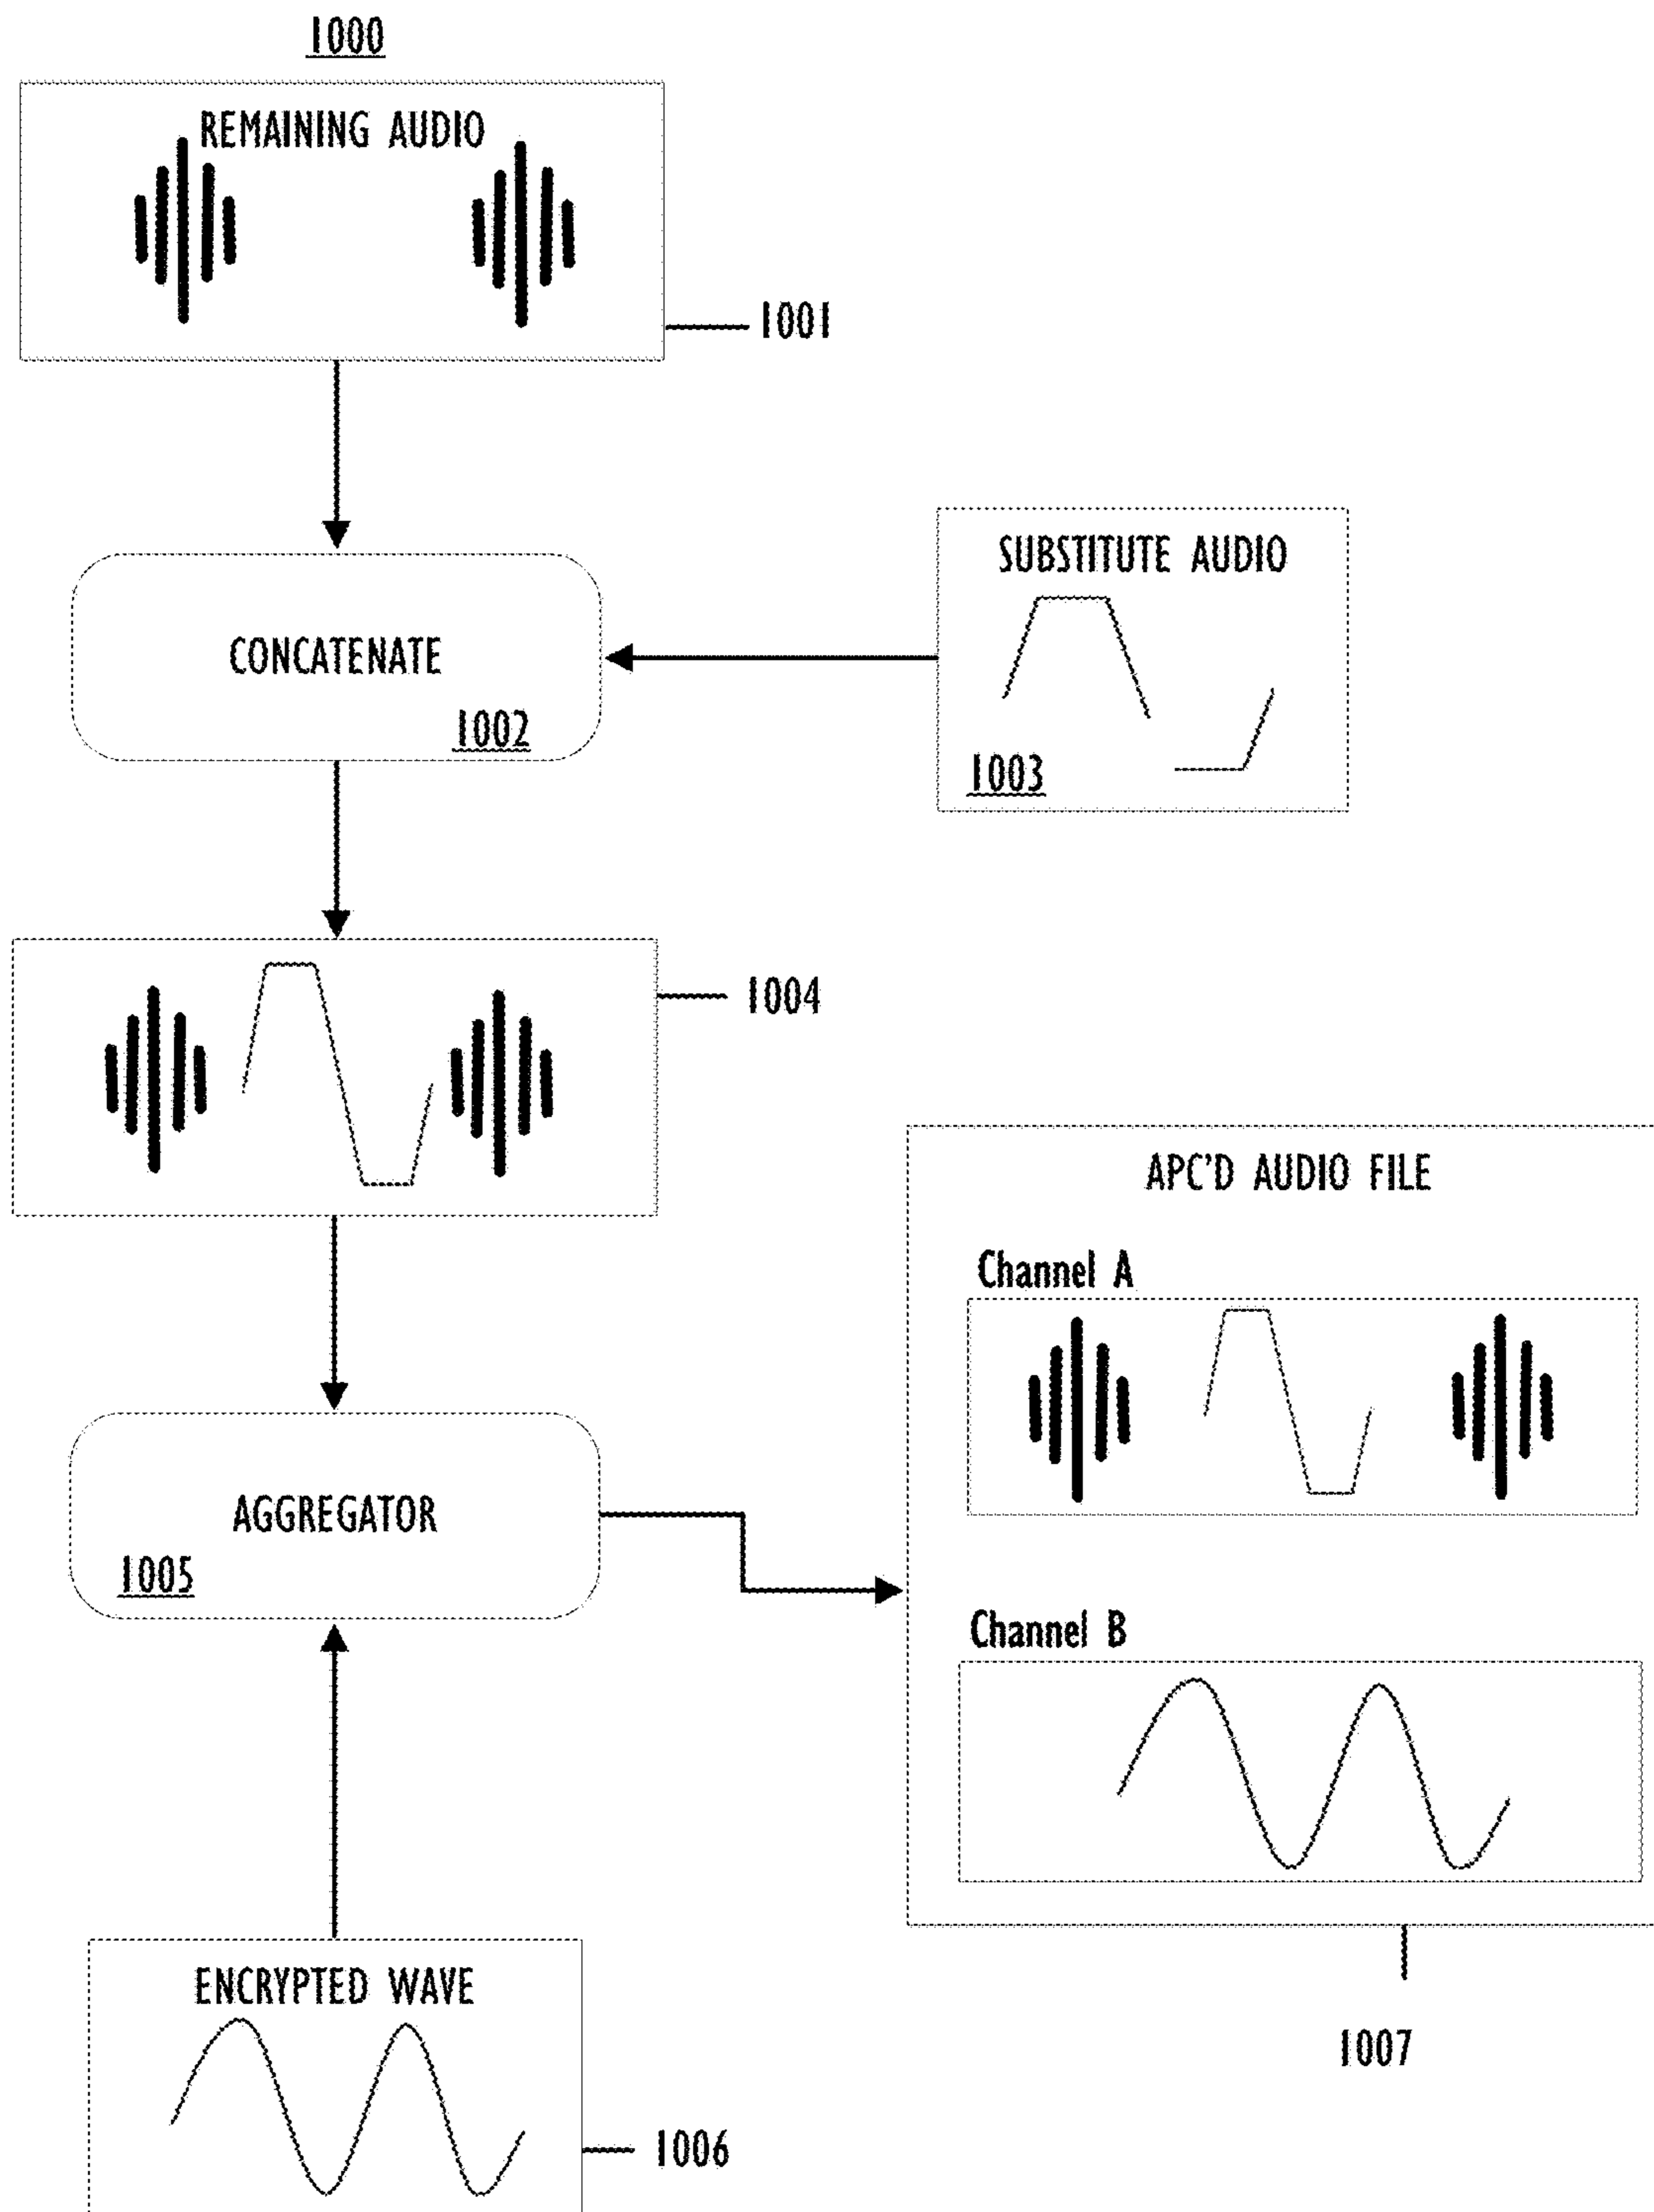 1000
REMAINING AUDIO
1001
SUBSTITUTE AUDIO
CONCATENATE
1002
1003
1004
APC'D AUDIO FILE
Channel A
AGGREGATOR
1005
Channel B
ENCRYPTED WAVE
1007
1006